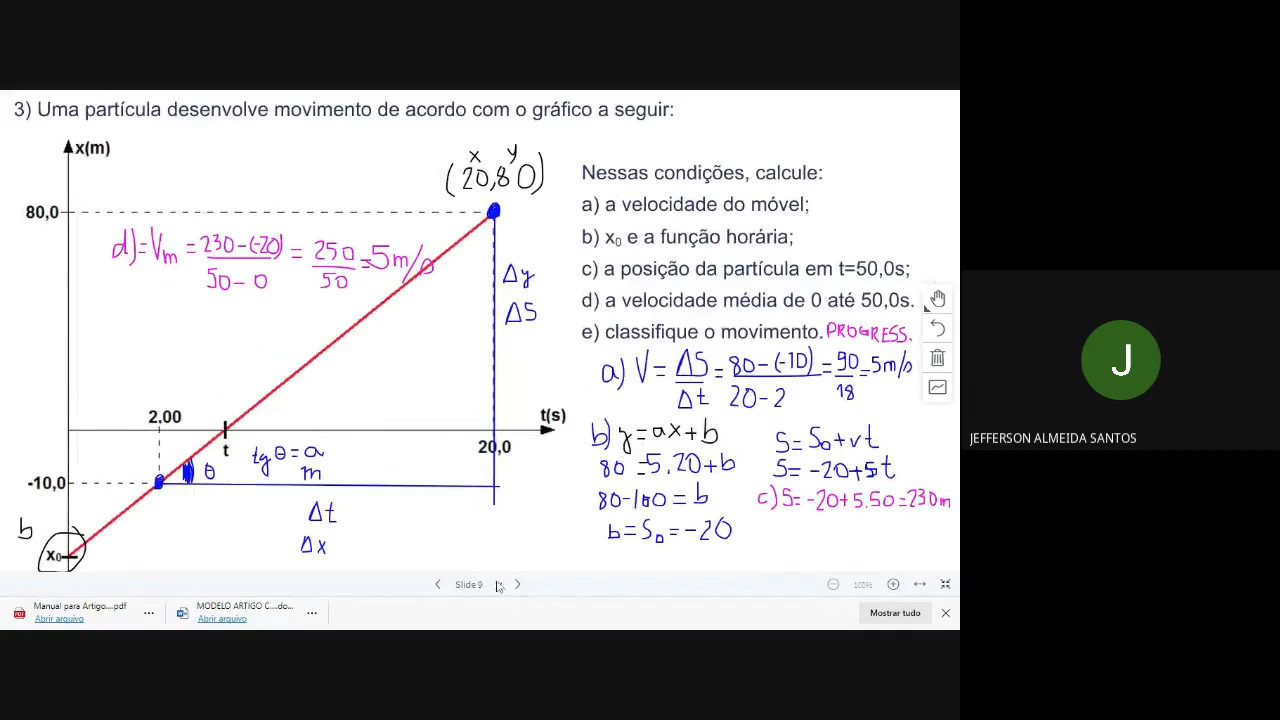 3) Uma partícula desenvolve movimento de acordo com o gráfico a seguir:
x(m)
x y
(20,80)
80,0
d)= Vm = 230-(-20) / 50-0 = 250 / 50 = 5m/s
Δy
ΔS
2,00
t(s)
t
20,0
tg θ = a
m
θ
-10,0
Δt
Δx
b
x₀
Nessas condições, calcule:
a) a velocidade do móvel;
b) x₀ e a função horária;
c) a posição da partícula em t=50,0s;
d) a velocidade média de 0 até 50,0s.
e) classifique o movimento. PROGRESS.
a) V = ΔS / Δt = 80-(-10) / 20-2 = 90 / 18 = 5m/s
b) y = ax+b
80 = 5.20+b
80-100 = b
b = S₀ = -20
S = S₀ + vt
S = -20+5t
c) S = -20+5.50 = 230m
Slide 9
100%
Manual para Artigo....pdf
Abrir arquivo
MODELO ARTIGO C....do...
Abrir arquivo
Mostrar tudo
J
JEFFERSON ALMEIDA SANTOS